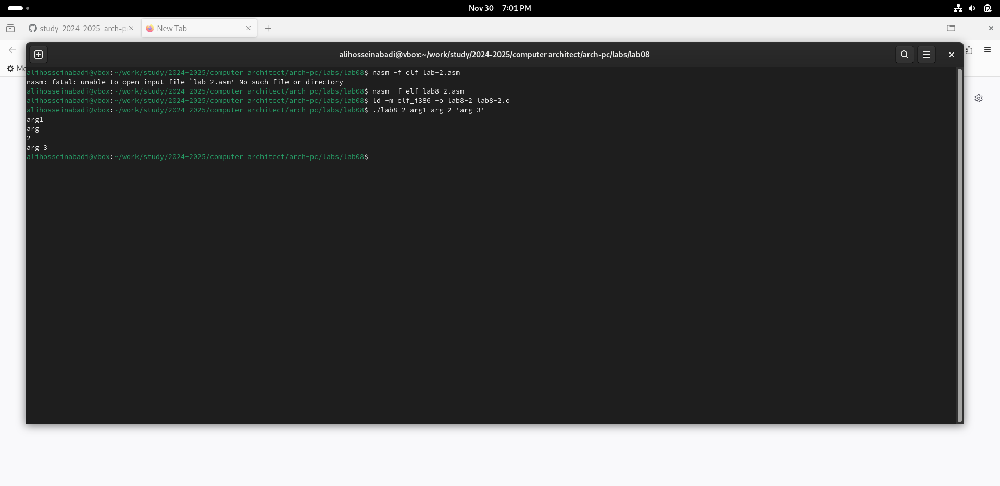 Nov 30 7:01 PM
study_2024_2025_arch-p
New Tab
alihosseinabadi@vbox:~/work/study/2024-2025/computer architect/arch-pc/labs/lab08
alihosseinabadi@vbox:~/work/study/2024-2025/computer architect/arch-pc/labs/lab08$ nasm -f elf lab-2.asm
nasm: fatal: unable to open input file `lab-2.asm' No such file or directory
alihosseinabadi@vbox:~/work/study/2024-2025/computer architect/arch-pc/labs/lab08$ nasm -f elf lab8-2.asm
alihosseinabadi@vbox:~/work/study/2024-2025/computer architect/arch-pc/labs/lab08$ ld -m elf_i386 -o lab8-2 lab8-2.o
alihosseinabadi@vbox:~/work/study/2024-2025/computer architect/arch-pc/labs/lab08$ ./lab8-2 arg1 arg 2 'arg 3'
arg1
arg
2
arg 3
alihosseinabadi@vbox:~/work/study/2024-2025/computer architect/arch-pc/labs/lab08$